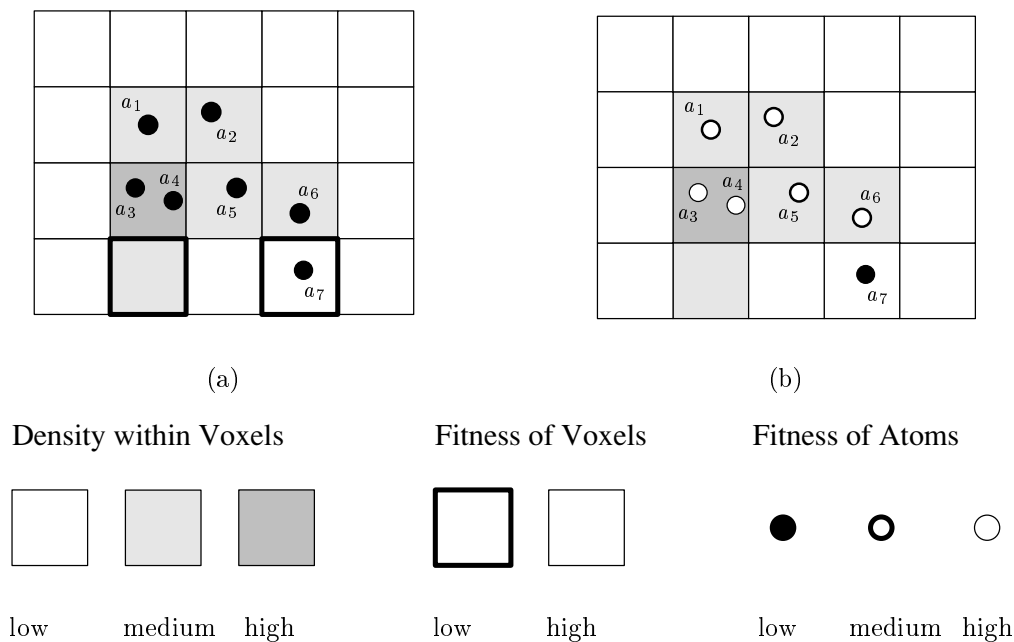 a1
a2
a3
a4
a5
a6
a7
(a)
a1
a2
a3
a4
a5
a6
a7
(b)
Density within Voxels
Fitness of Voxels
Fitness of Atoms
low medium high
low high
low medium high